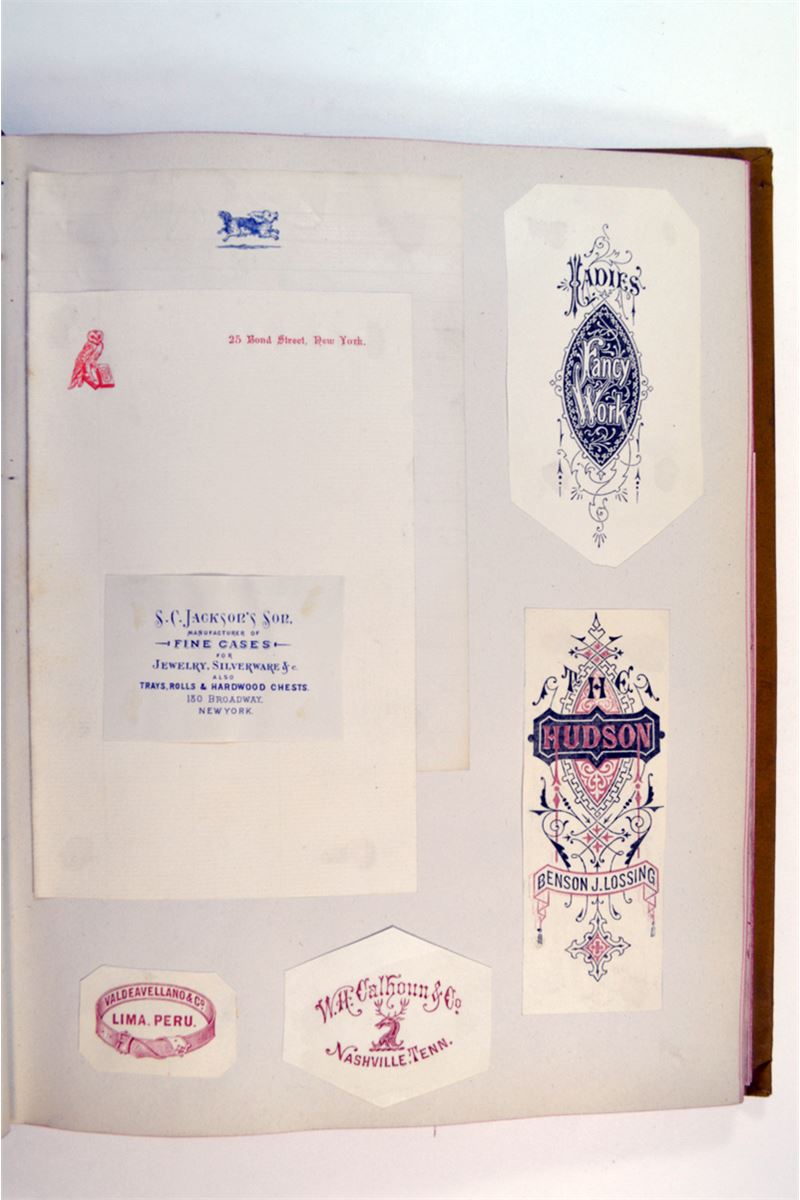 25 Bond Street, New York.
S. C. JACKSON'S SON,
MANUFACTURER OF
FINE CASES
FOR
JEWELRY, SILVERWARE & c.
ALSO
TRAYS, ROLLS & HARDWOOD CHESTS.
180 BROADWAY,
NEW YORK.
LADIES
Fancy
Work
THE
HUDSON
BENSON J. LOSSING
VALDEAVELLANO & Co.
LIMA. PERU.
W. H. Calhoun & Co
NASHVILLE, TENN.